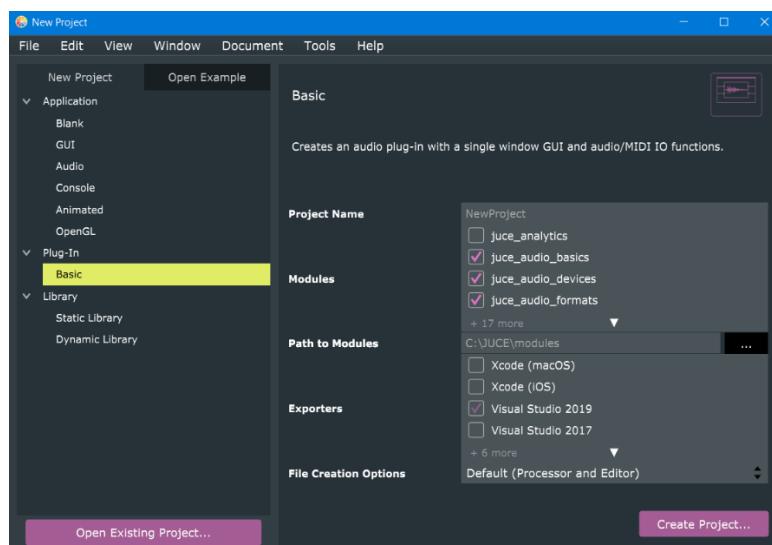 New Project
File Edit View Window Document Tools Help
New Project Open Example
Application
Blank
GUI
Audio
Console
Animated
OpenGL
Plug-In
Basic
Library
Static Library
Dynamic Library
Open Existing Project...
Basic
Creates an audio plug-in with a single window GUI and audio/MIDI IO functions.
Project Name NewProject
Modules
juce_analytics
juce_audio_basics
juce_audio_devices
juce_audio_formats
+ 17 more
Path to Modules C:\JUCE\modules ...
Exporters
Xcode (macOS)
Xcode (iOS)
Visual Studio 2019
Visual Studio 2017
+ 6 more
File Creation Options Default (Processor and Editor)
Create Project...